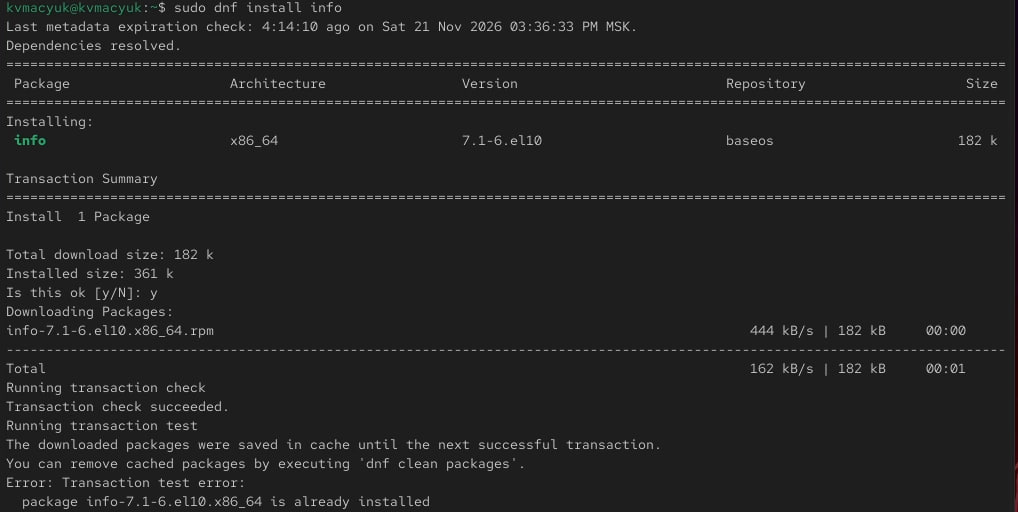 kvmacyuk@kvmacyuk:~$ sudo dnf install info
Last metadata expiration check: 4:14:10 ago on Sat 21 Nov 2026 03:36:33 PM MSK.
Dependencies resolved.
================================================================================
Package Architecture Version Repository Size
================================================================================
Installing:
info x86_64 7.1-6.el10 baseos 182 k
Transaction Summary
================================================================================
Install  1 Package
Total download size: 182 k
Installed size: 361 k
Is this ok [y/N]: y
Downloading Packages:
info-7.1-6.el10.x86_64.rpm 444 kB/s | 182 kB 00:00
--------------------------------------------------------------------------------
Total 162 kB/s | 182 kB 00:01
Running transaction check
Transaction check succeeded.
Running transaction test
The downloaded packages were saved in cache until the next successful transaction.
You can remove cached packages by executing 'dnf clean packages'.
Error: Transaction test error:
package info-7.1-6.el10.x86_64 is already installed